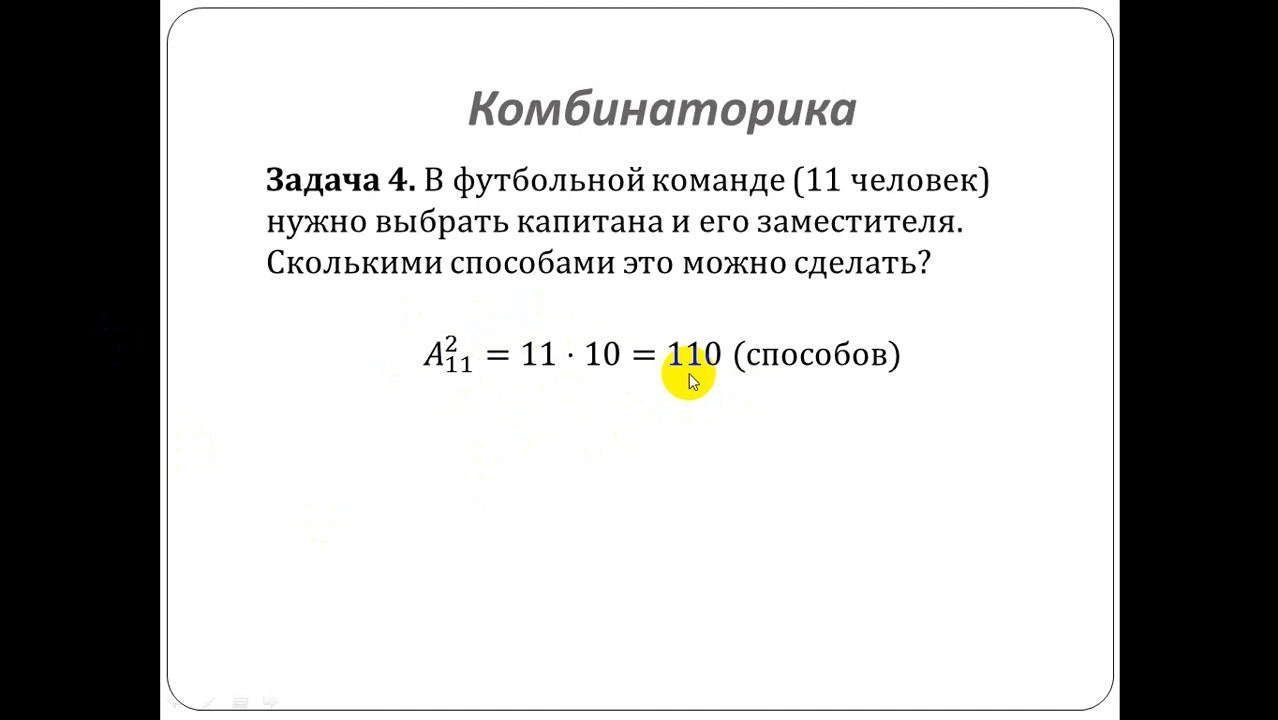 Комбинаторика
Задача 4. В футбольной команде (11 человек)
нужно выбрать капитана и его заместителя.
Сколькими способами это можно сделать?
𝐴₁₁² = 11 · 10 = 110 (способов)